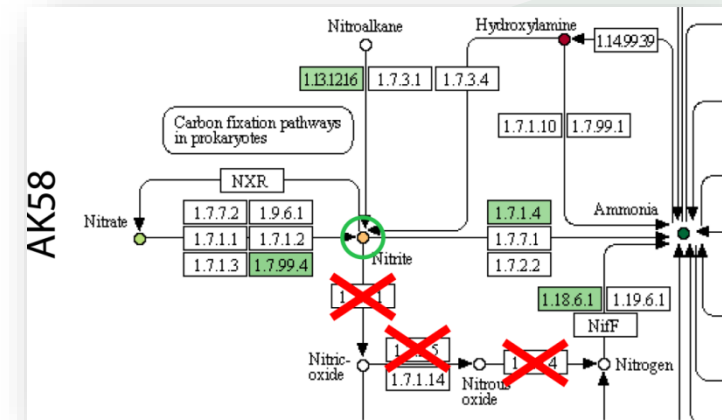 AK58
Nitroalkane
Hydroxylamine
1.14.99.39
1.13.12.16 1.7.3.1 1.7.3.4
Carbon fixation pathways
in prokaryotes
1.7.1.10 1.7.99.1
NXR
Nitrate
1.7.7.2 1.9.6.1
1.7.1.1 1.7.1.2
1.7.1.3 1.7.99.4
Nitrite
1.7.1.4
1.7.7.1
1.7.2.2
Ammonia
1.18.6.1 1.19.6.1
NifF
Nitric-
oxide
1.7.1.14
Nitrous
oxide
Nitrogen